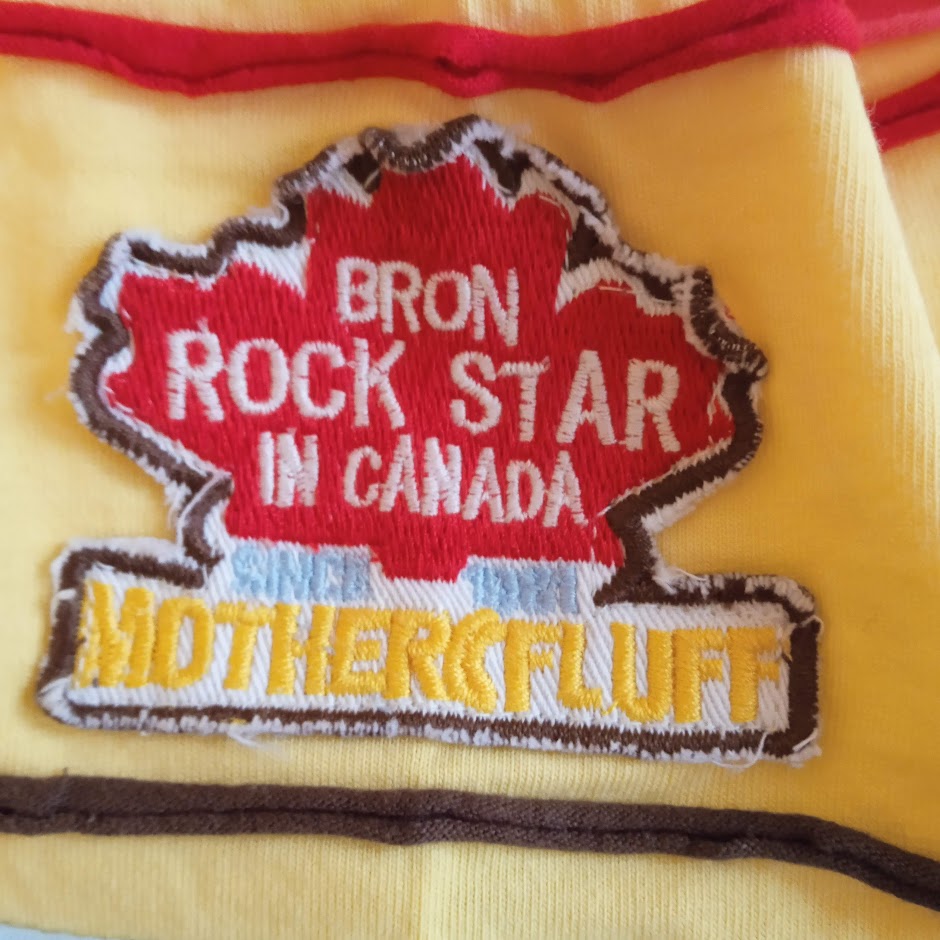 BRON
ROCK STAR
IN CANADA
SINCE
MOTHERCFLUFF